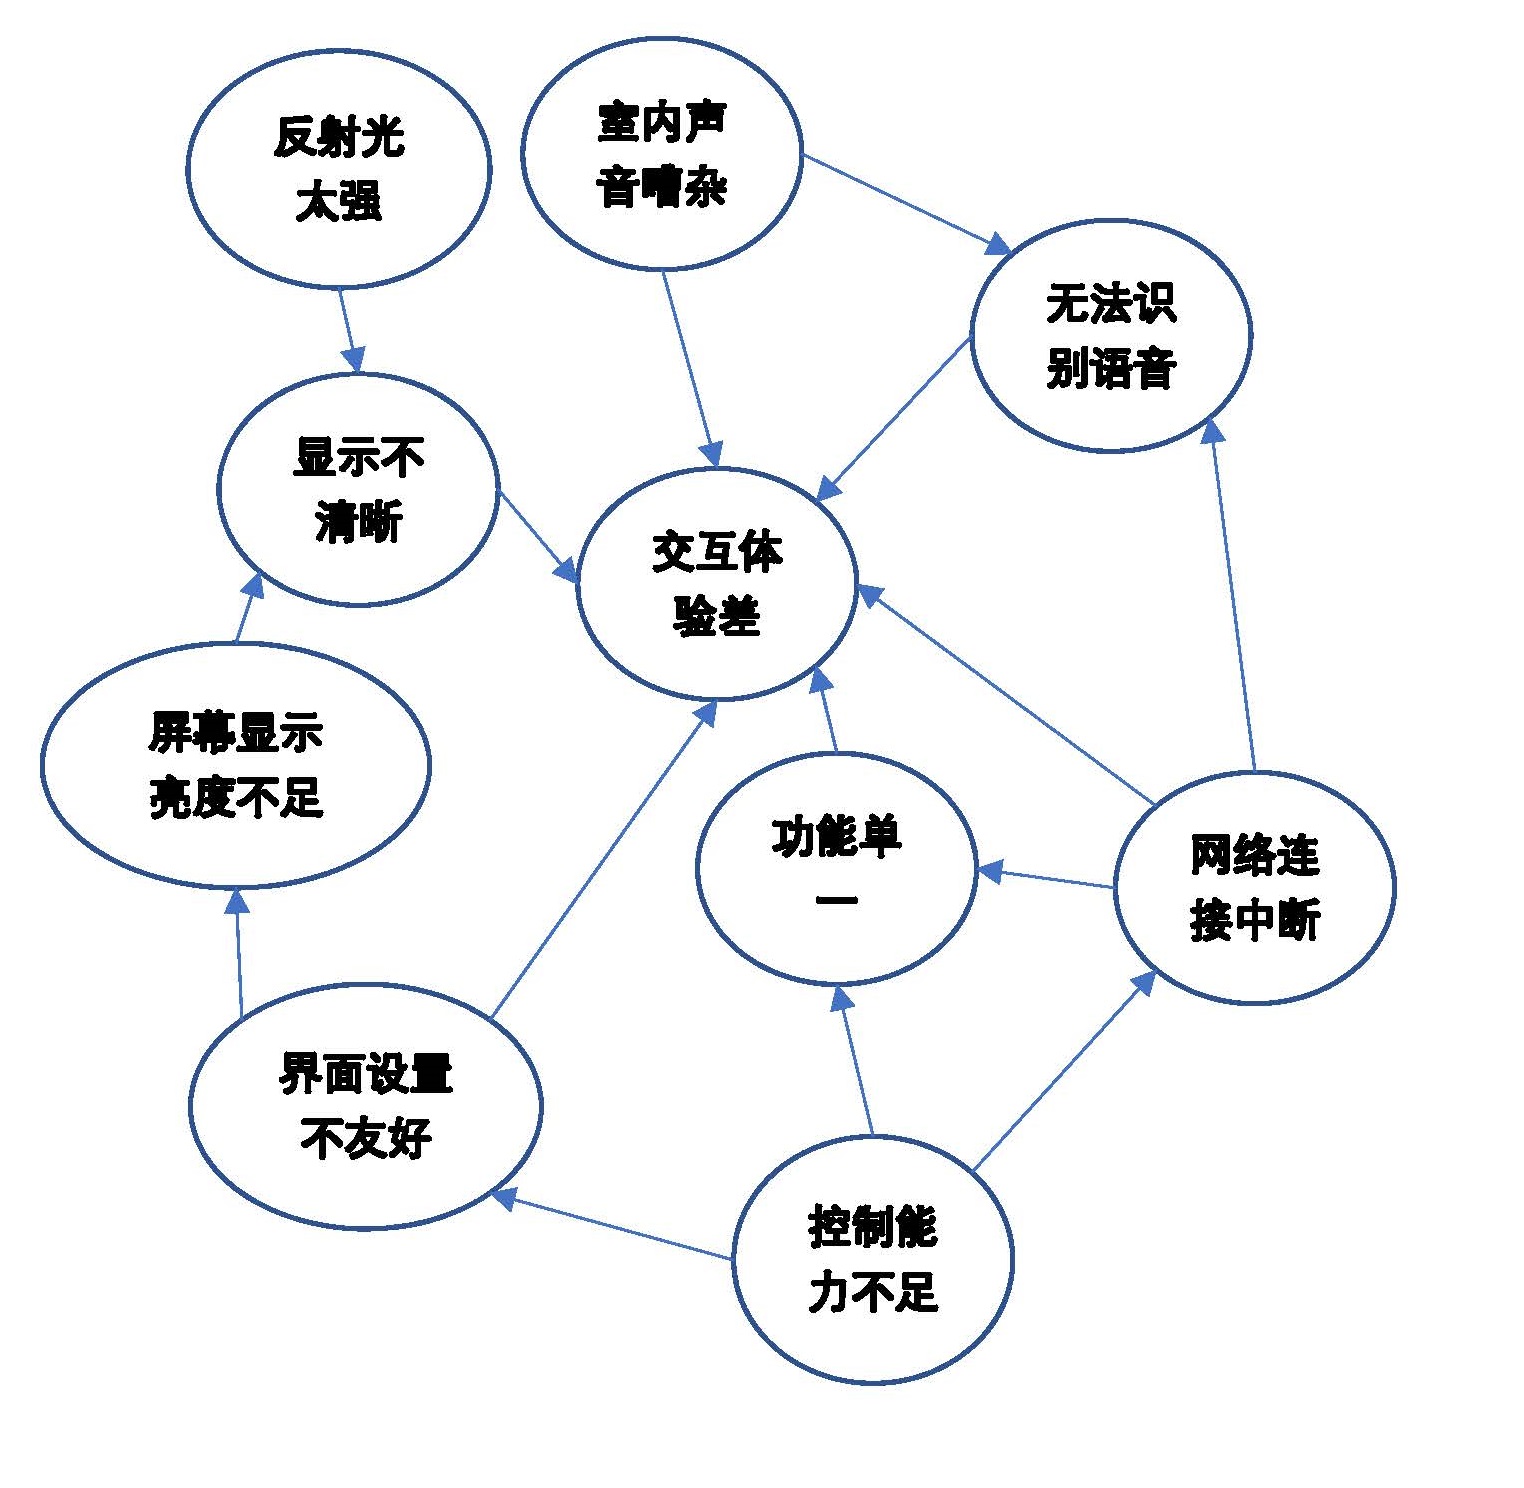 反射光
太强
室内声
音嘈杂
无法识
别语音
显示不
清晰
交互体
验差
屏幕显示
亮度不足
功能单
一
网络连
接中断
界面设置
不友好
控制能
力不足